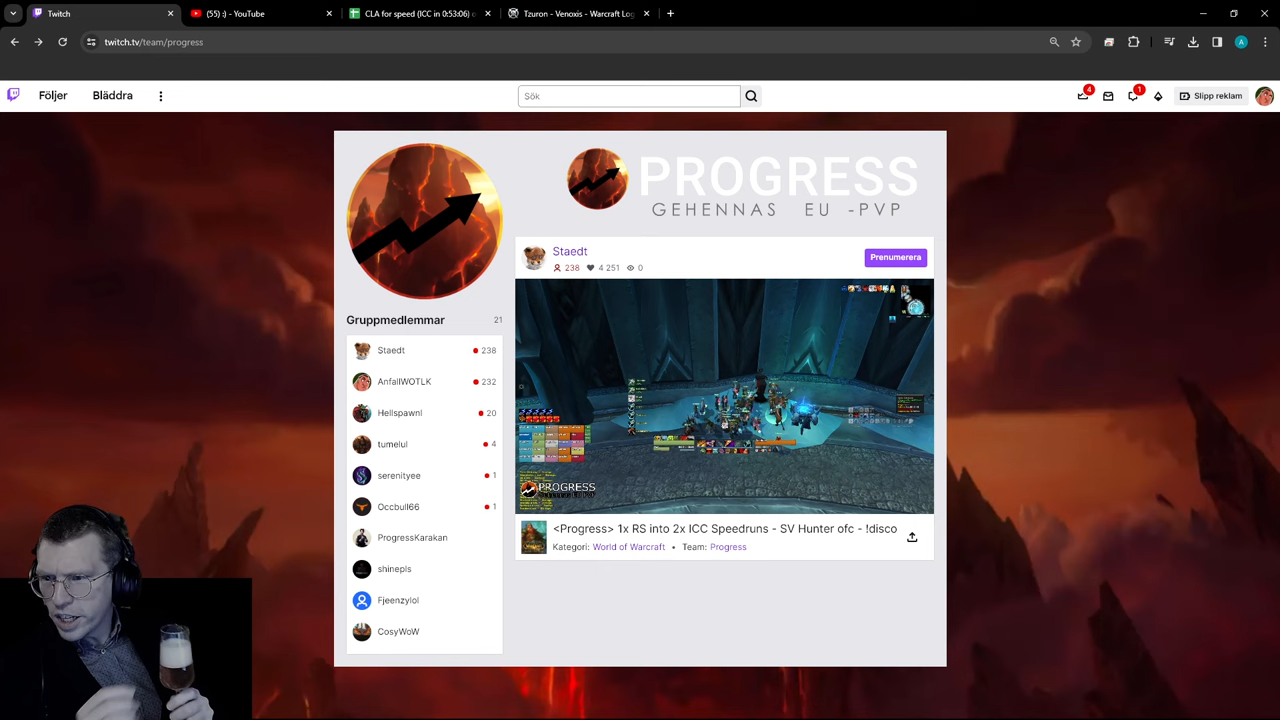 Twitch
(55) :) - YouTube
CLA for speed (ICC in 0:53:06) o
Tzuron - Venoxis - Warcraft Log
twitch.tv/team/progress
A
Följer
Bläddra
Sök
4
1
Slipp reklam
PROGRESS
GEHENNAS EU -PVP
Staedt
238
4 251
0
Prenumerera
Gruppmedlemmar
21
Staedt
238
AnfallWOTLK
232
Hellspawnl
20
tumelul
4
serenityee
1
Occbull66
1
ProgressKarakan
shinepls
Fjeenzylol
CosyWoW
PROGRESS
<Progress> 1x RS into 2x ICC Speedruns - SV Hunter ofc - !disco
Kategori: World of Warcraft • Team: Progress